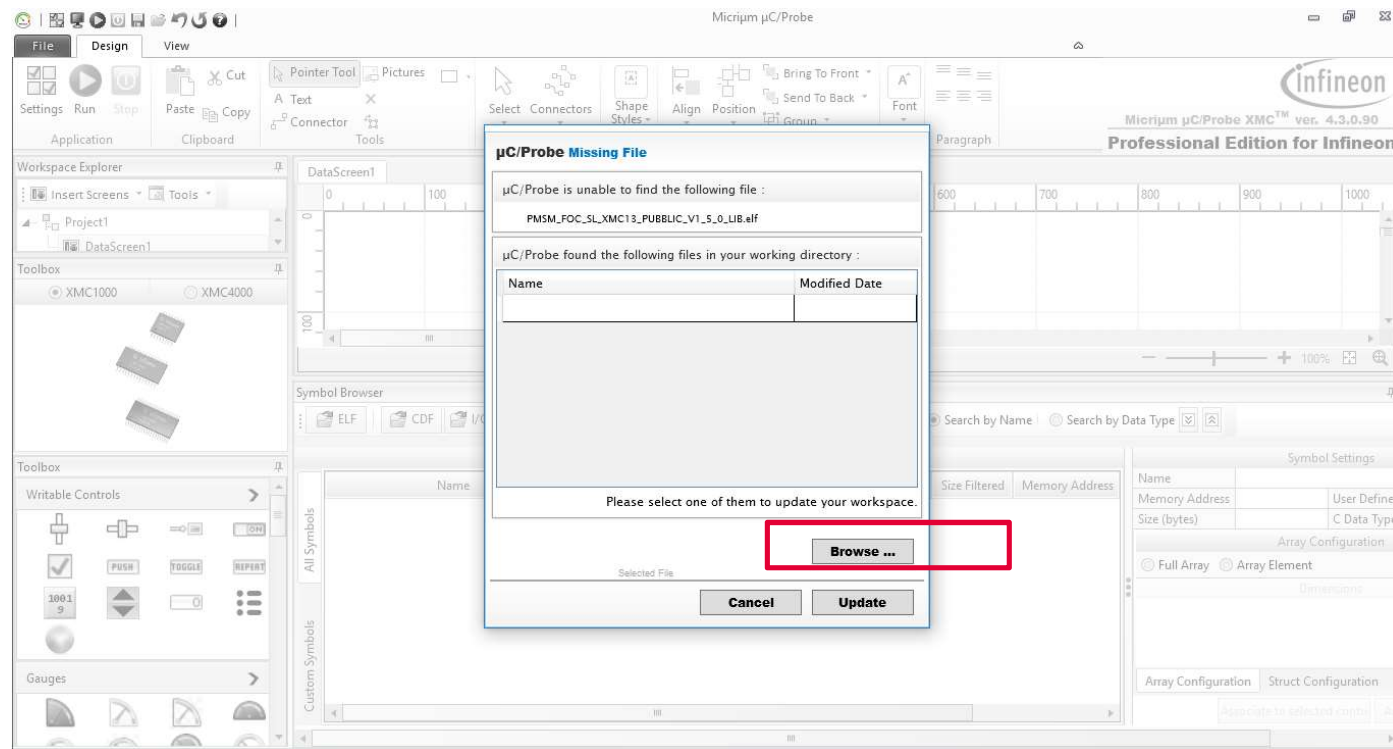 Micriµm µC/Probe
File Design View
Settings Run Stop
Paste Cut Copy
Pointer Tool Pictures
A Text
Connector
Select Connectors Shape Styles Align Position
Bring To Front
Send To Back
Group
Font
infineon
Micriµm µC/Probe XMC™ ver. 4.3.0.90
Professional Edition for Infineon
Application Clipboard Tools Paragraph
Workspace Explorer
Insert Screens Tools
Project1
DataScreen1
Toolbox
XMC1000 XMC4000
Toolbox
Writable Controls
ON
PUSH TOGGLE REPEAT
1001
9
0
Gauges
DataScreen1
0 100 600 700 800 900 1000
100
100%
Symbol Browser
ELF CDF I/O
Search by Name Search by Data Type
Name Size Filtered Memory Address
All Symbols
Custom Symbols
Symbol Settings
Name
Memory Address User Define
Size (bytes) C Data Type
Array Configuration
Full Array Array Element
Dimensions
Array Configuration Struct Configuration
µC/Probe Missing File
µC/Probe is unable to find the following file :
PMSM_FOC_SL_XMC13_PUBBLIC_V1_5_0_LIB.elf
µC/Probe found the following files in your working directory :
Name Modified Date
Please select one of them to update your workspace.
Browse ...
Selected File
Cancel Update